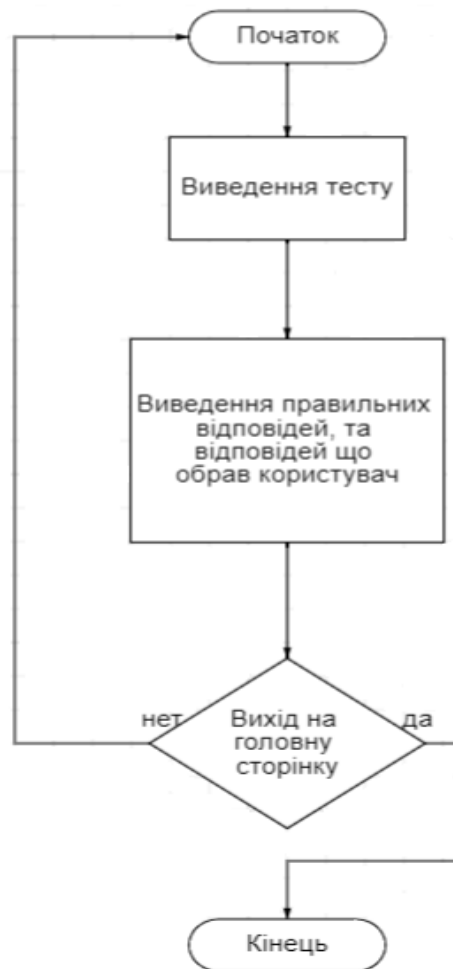 Початок
Виведення тесту
Виведення правильних
відповідей, та
відповідей що
обрав користувач
нет
Вихід на
головну
сторінку
да
Кінець